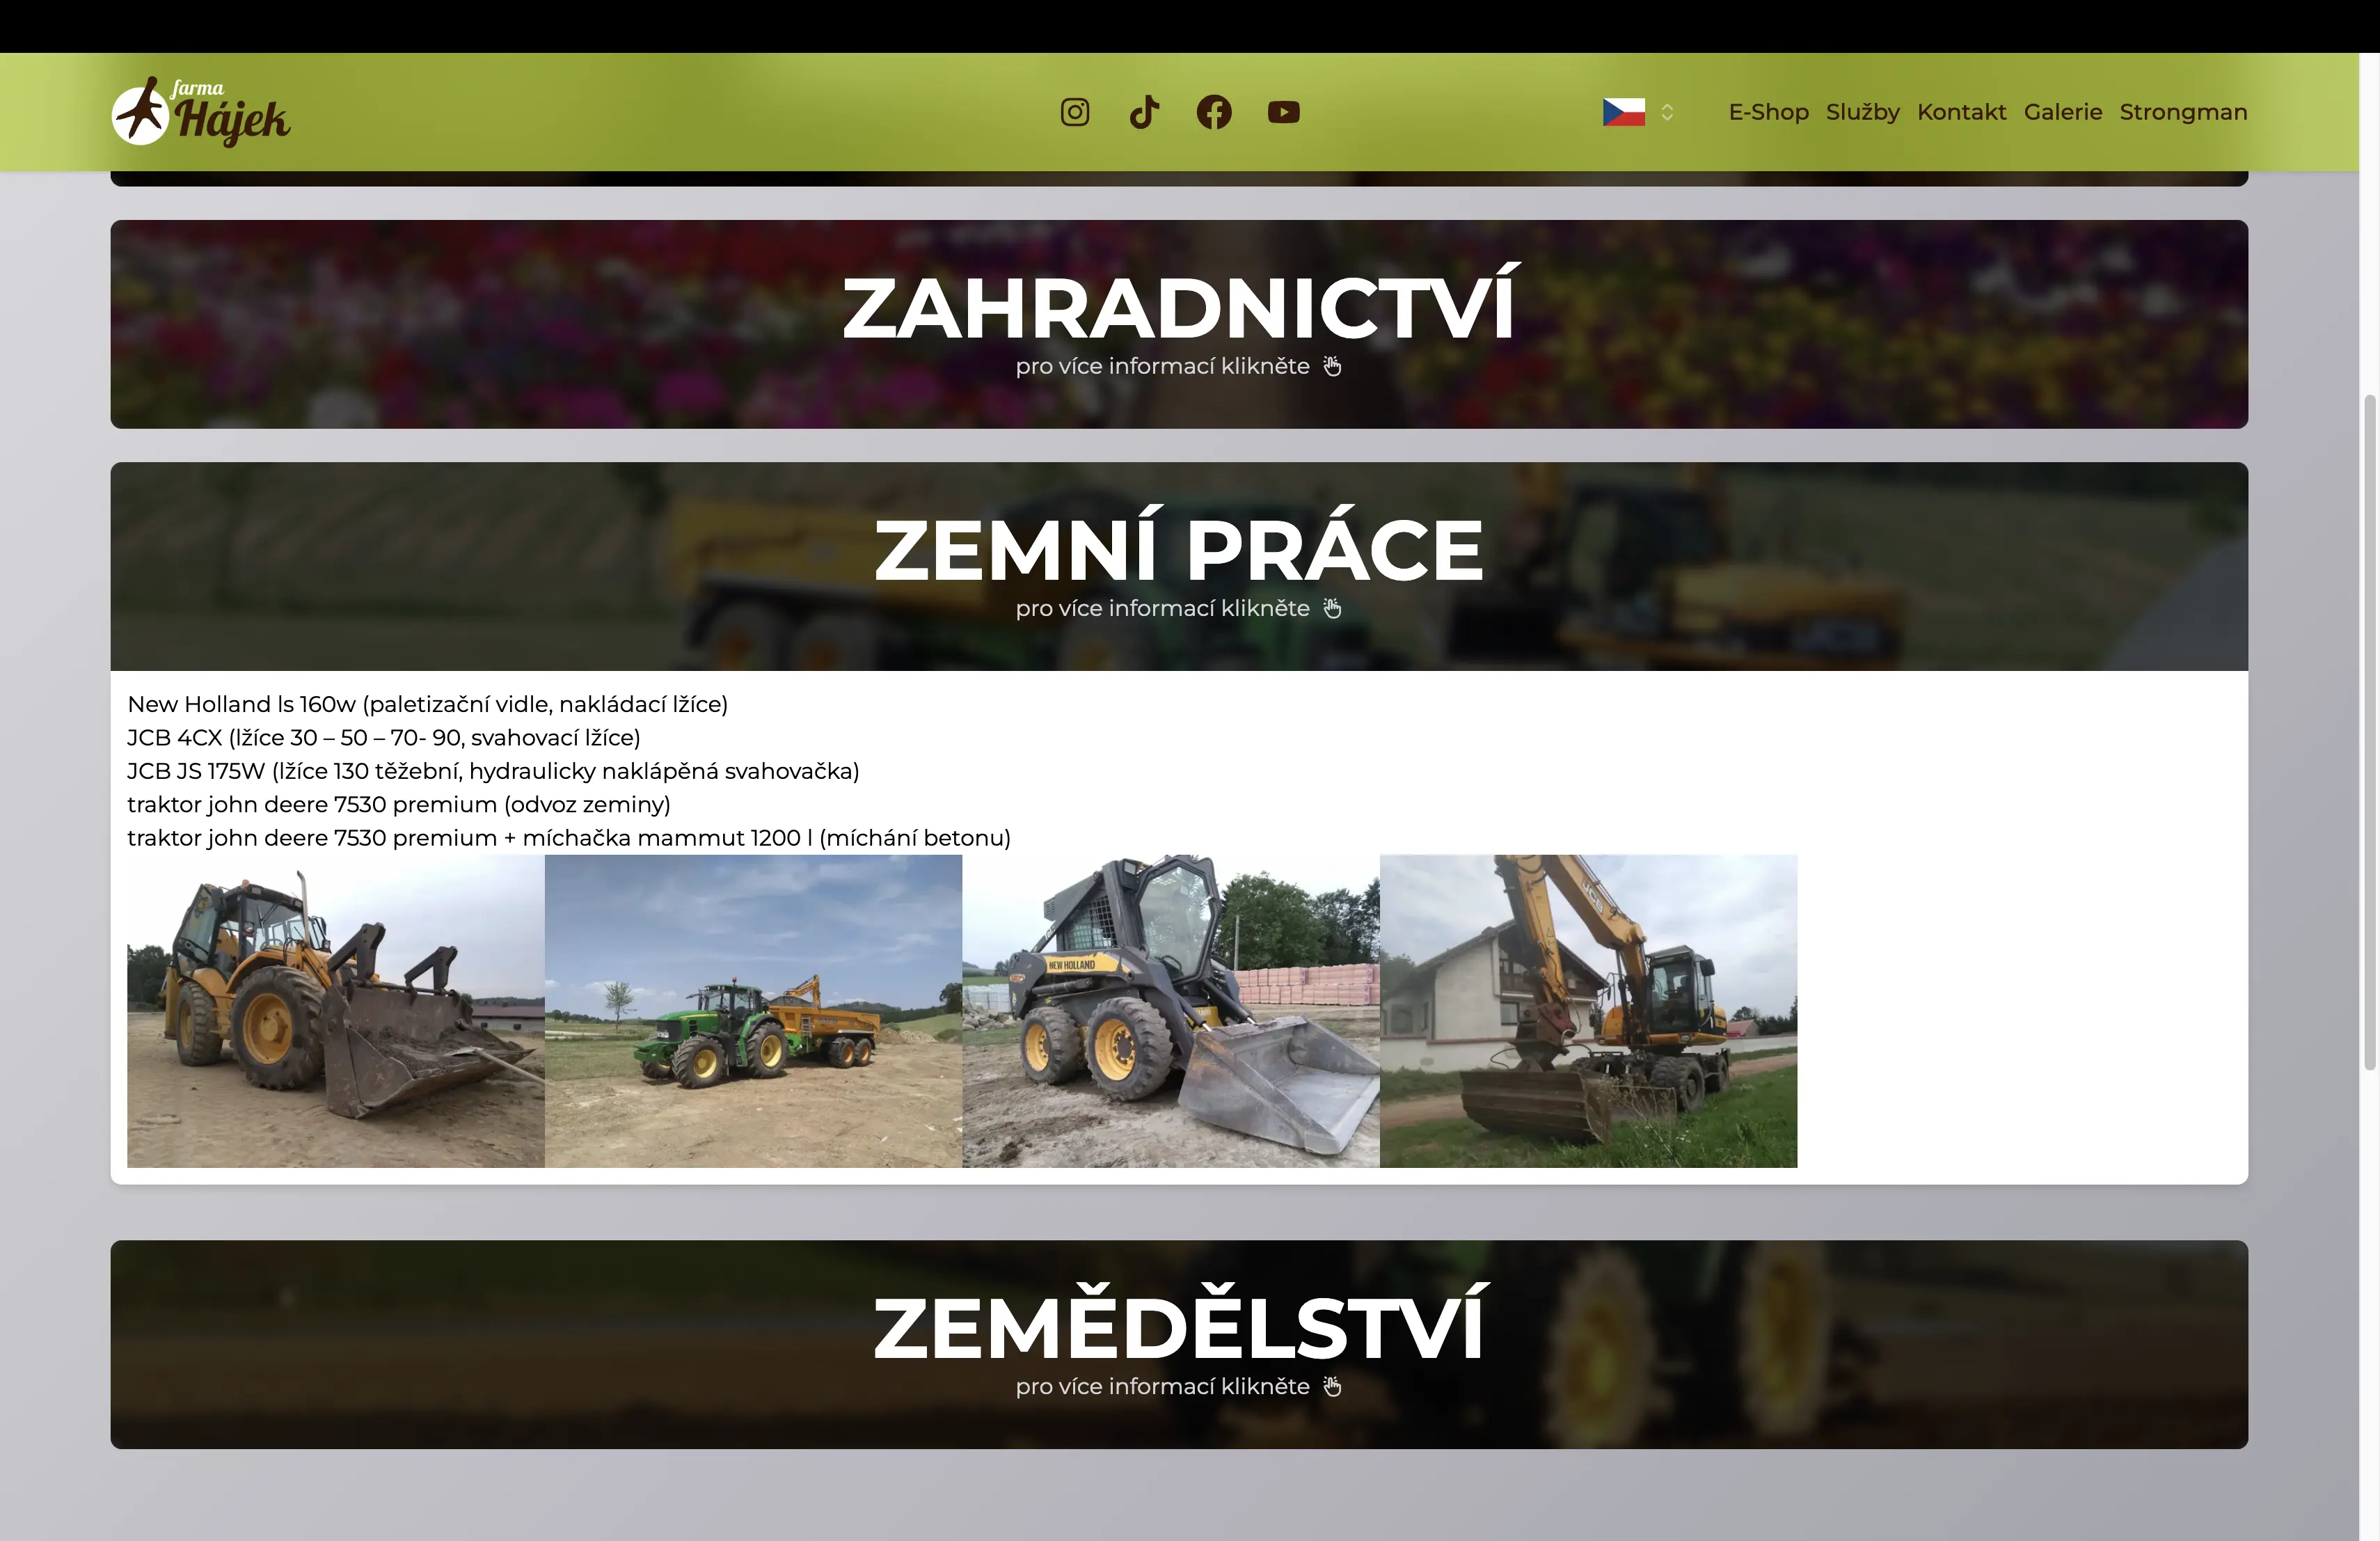 farma
Hájek
E-Shop Služby Kontakt Galerie Strongman
ZAHRADNICTVÍ
pro více informací klikněte
ZEMNÍ PRÁCE
pro více informací klikněte
New Holland ls 160w (paletizační vidle, nakládací lžíce)
JCB 4CX (lžíce 30 – 50 – 70- 90, svahovací lžíce)
JCB JS 175W (lžíce 130 těžební, hydraulicky naklápěná svahovačka)
traktor john deere 7530 premium (odvoz zeminy)
traktor john deere 7530 premium + míchačka mammut 1200 l (míchání betonu)
NEW HOLLAND
JCB
ZEMĚDĚLSTVÍ
pro více informací klikněte